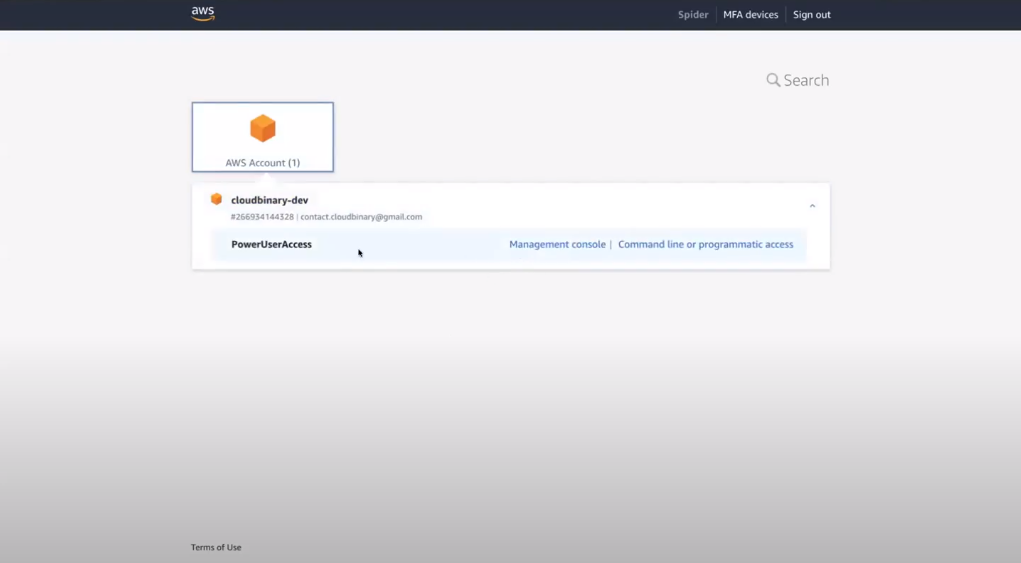 aws
Spider MFA devices Sign out
Search
AWS Account (1)
cloudbinary-dev
#266934144328 | contact.cloudbinary@gmail.com
PowerUserAccess Management console | Command line or programmatic access
Terms of Use